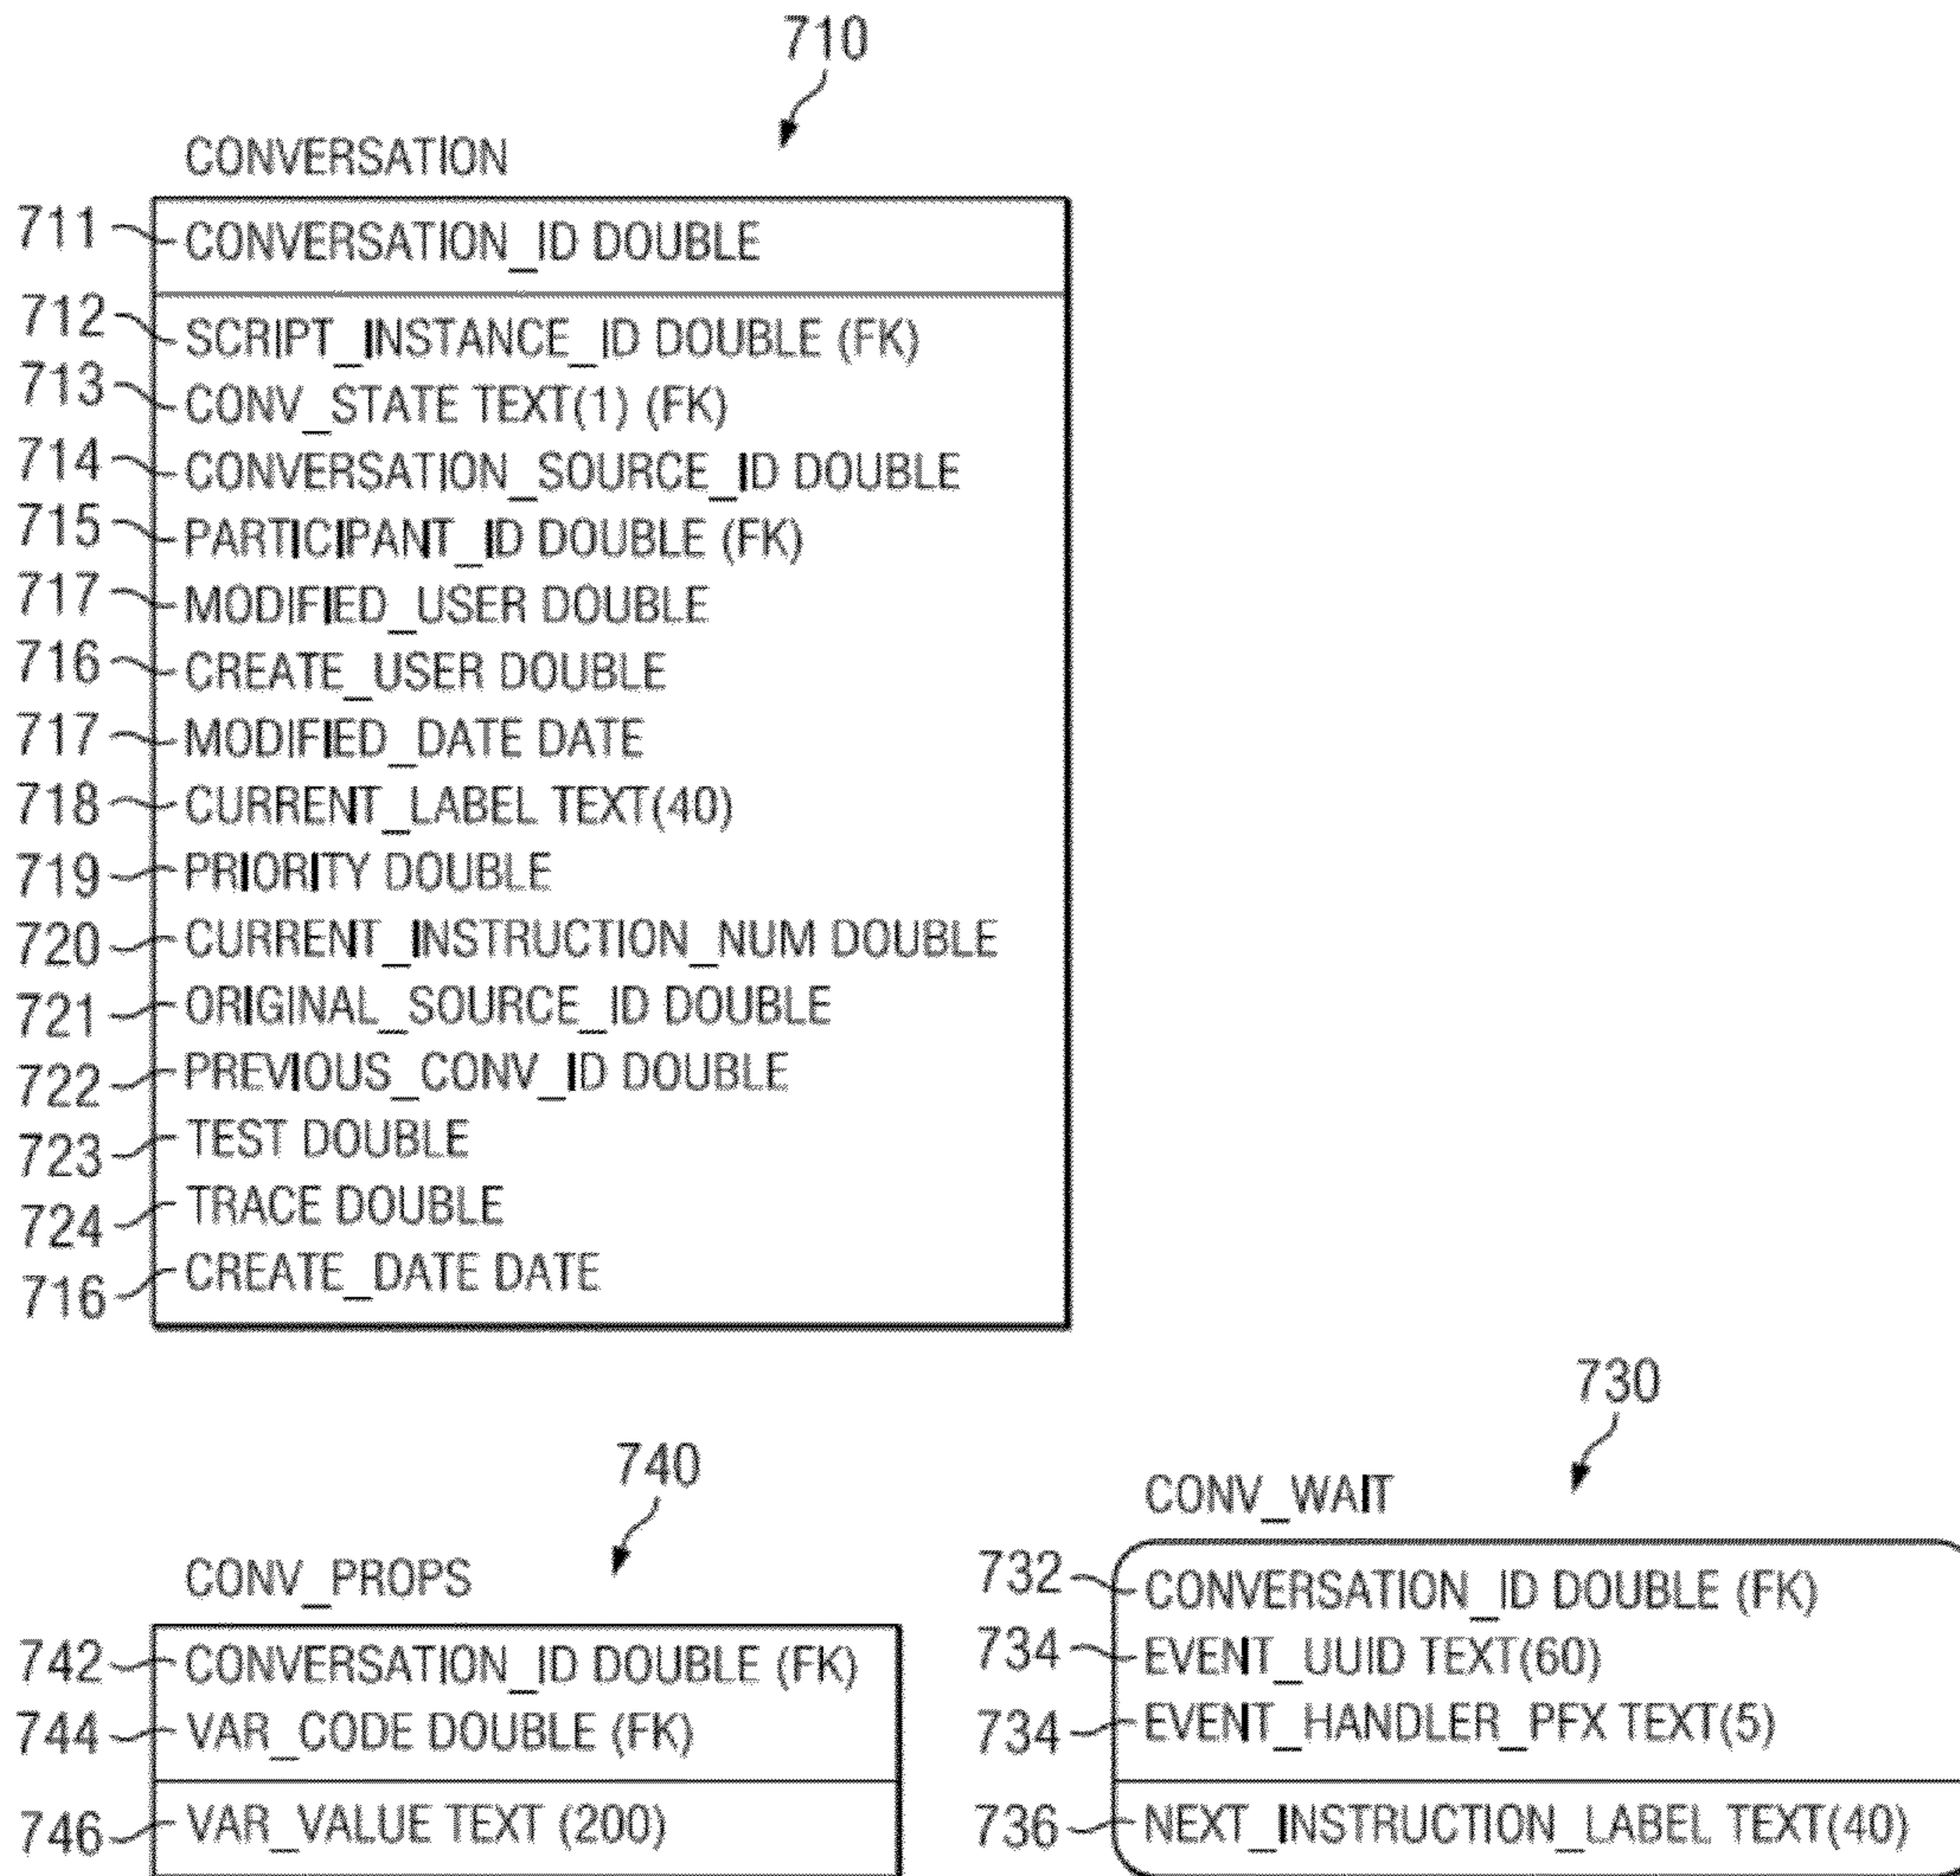 710
CONVERSATION
711 CONVERSATION_ID DOUBLE
712 SCRIPT_INSTANCE_ID DOUBLE (FK)
713 CONV_STATE TEXT(1) (FK)
714 CONVERSATION_SOURCE_ID DOUBLE
715 PARTICIPANT_ID DOUBLE (FK)
717 MODIFIED_USER DOUBLE
716 CREATE_USER DOUBLE
717 MODIFIED_DATE DATE
718 CURRENT_LABEL TEXT(40)
719 PRIORITY DOUBLE
720 CURRENT_INSTRUCTION_NUM DOUBLE
721 ORIGINAL_SOURCE_ID DOUBLE
722 PREVIOUS_CONV_ID DOUBLE
723 TEST DOUBLE
724 TRACE DOUBLE
716 CREATE_DATE DATE
740
CONV_PROPS
742 CONVERSATION_ID DOUBLE (FK)
744 VAR_CODE DOUBLE (FK)
746 VAR_VALUE TEXT (200)
730
CONV_WAIT
732 CONVERSATION_ID DOUBLE (FK)
734 EVENT_UUID TEXT(60)
734 EVENT_HANDLER_PFX TEXT(5)
736 NEXT_INSTRUCTION_LABEL TEXT(40)